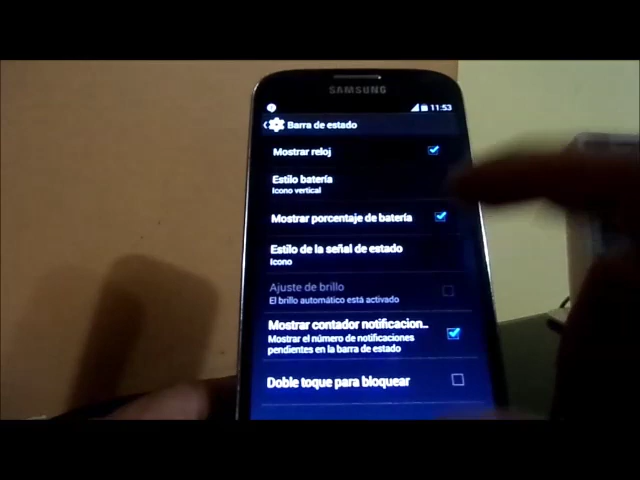 SAMSUNG
11:53
Barra de estado
Mostrar reloj
Estilo batería
Icono vertical
Mostrar porcentaje de batería
Estilo de la señal de estado
Icono
Ajuste de brillo
El brillo automático está activado
Mostrar contador notificacion..
Mostrar el número de notificaciones
pendientes en la barra de estado
Doble toque para bloquear